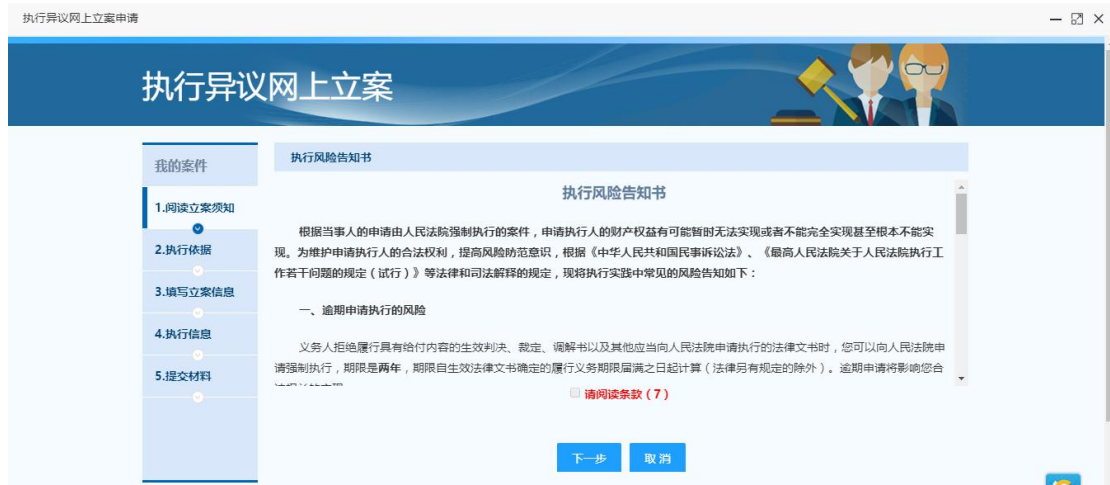 执行异议网上立案申请
执行异议网上立案
我的案件
1.阅读立案须知
2.执行依据
3.填写立案信息
4.执行信息
5.提交材料
执行风险告知书
执行风险告知书
根据当事人的申请由人民法院强制执行的案件，申请执行人的财产权益有可能暂时无法实现或者不能完全实现甚至根本不能实
现。为维护申请执行人的合法权利，提高风险防范意识，根据《中华人民共和国民事诉讼法》、《最高人民法院关于人民法院执行工
作若干问题的规定（试行）》等法律和司法解释的规定，现将执行实践中常见的风险告知如下：
一、逾期申请执行的风险
义务人拒绝履行具有给付内容的生效判决、裁定、调解书以及其他应当向人民法院申请执行的法律文书时，您可以向人民法院申
请强制执行，期限是两年，期限自生效法律文书确定的履行义务期限届满之日起计算（法律另有规定的除外）。逾期申请将影响您合
请阅读条款（7）
下一步
取 消